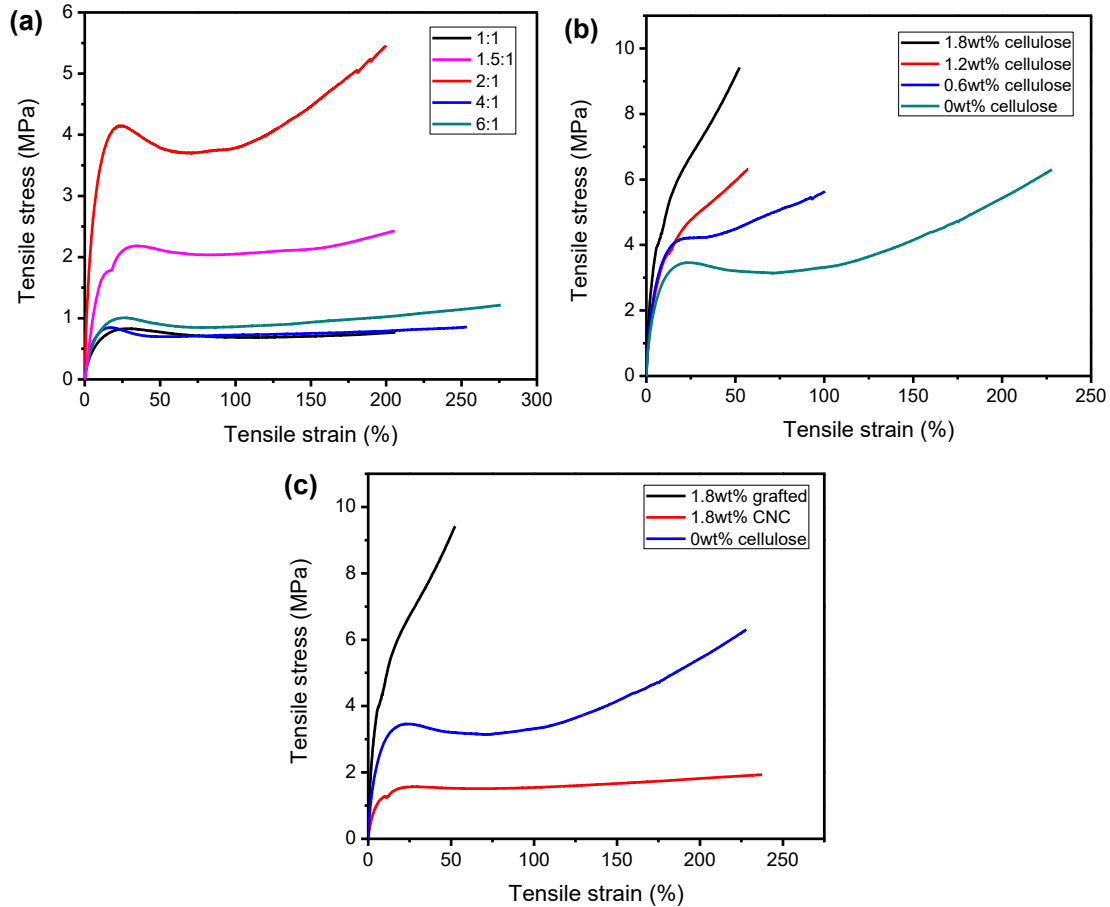 (a)
6
5
4
3
2
1
0
Tensile stress (MPa)
1:1
1.5:1
2:1
4:1
6:1
0 50 100 150 200 250 300
Tensile strain (%)
(b)
10
8
6
4
2
0
Tensile stress (MPa)
1.8wt% cellulose
1.2wt% cellulose
0.6wt% cellulose
0wt% cellulose
0 50 100 150 200 250
Tensile strain (%)
(c)
10
8
6
4
2
0
Tensile stress (MPa)
1.8wt% grafted
1.8wt% CNC
0wt% cellulose
0 50 100 150 200 250
Tensile strain (%)